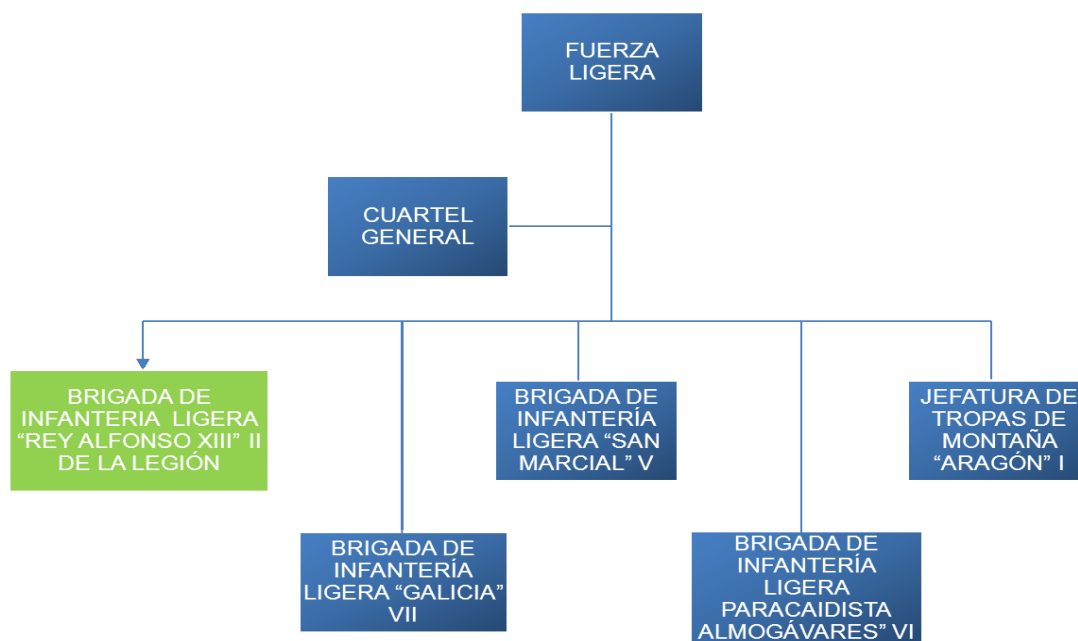 FUERZA
LIGERA
CUARTEL
GENERAL
BRIGADA DE
INFANTERIA LIGERA
“REY ALFONSO XIII” II
DE LA LEGIÓN
BRIGADA DE
INFANTERÍA
LIGERA “SAN
MARCIAL” V
JEFATURA DE
TROPAS DE
MONTAÑA
“ARAGÓN” I
BRIGADA DE
INFANTERÍA
LIGERA “GALICIA”
VII
BRIGADA DE
INFANTERÍA
LIGERA
PARACAIDISTA
ALMOGÁVARES” VI